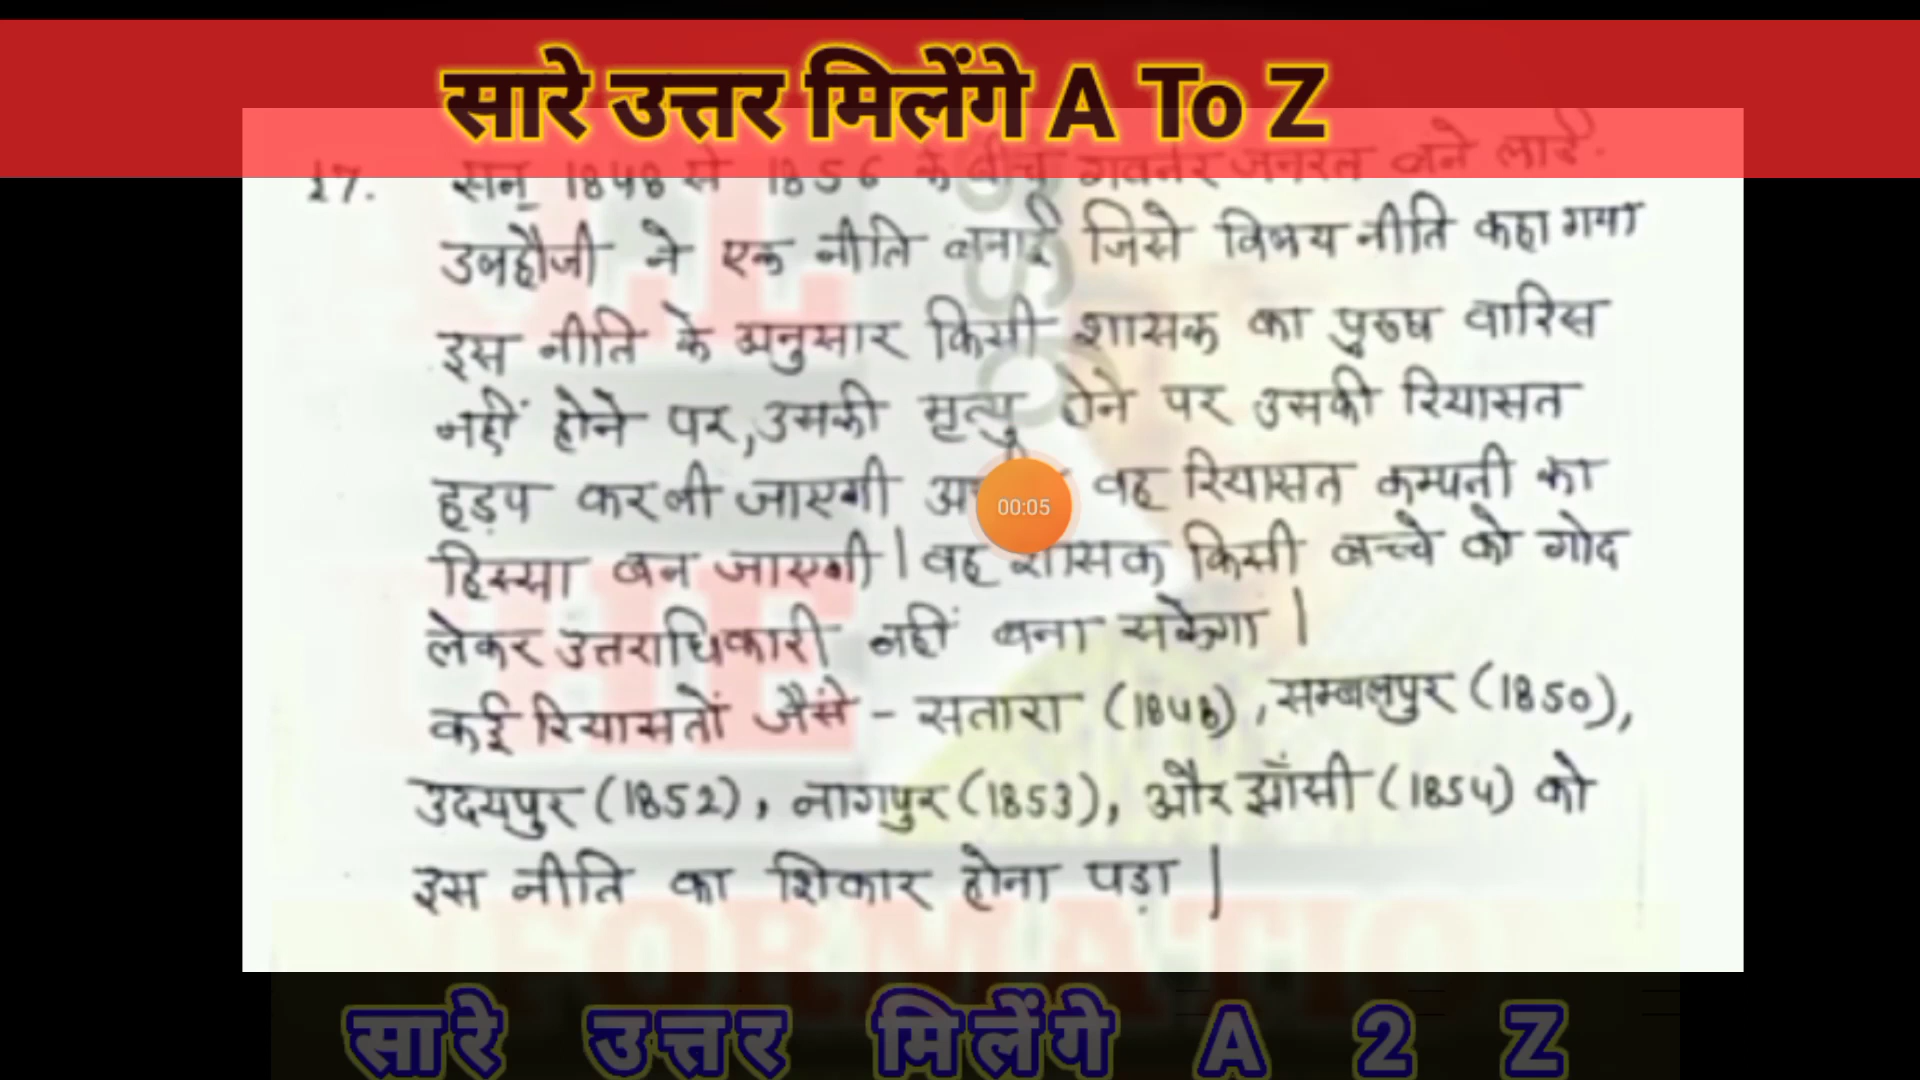 सारे उत्तर मिलेंगे A To Z
17. सन् 1848 से 1856 के बीच गवर्नर जनरल बने लार्ड
डलहौजी ने एक नीति बनाई जिसे विलय नीति कहा गया
इस नीति के अनुसार किसी शासक का पुरुष वारिस
नहीं होने पर, उसकी मृत्यु होने पर उसकी रियासत
हड़प कर ली जाएगी वह रियासत कम्पनी का
हिस्सा बन जाएगी। वह शासक किसी बच्चे को गोद
लेकर उत्तराधिकारी नहीं बना सकेगा।
कई रियासतों जैंसे - सतारा (1848), सम्बलपुर (1850),
उदयपुर (1852), नागपुर (1853), और झाँसी (1854) को
इस नीति का शिकार होना पड़ा।
00:05
सारे उत्तर मिलेंगे A 2 Z